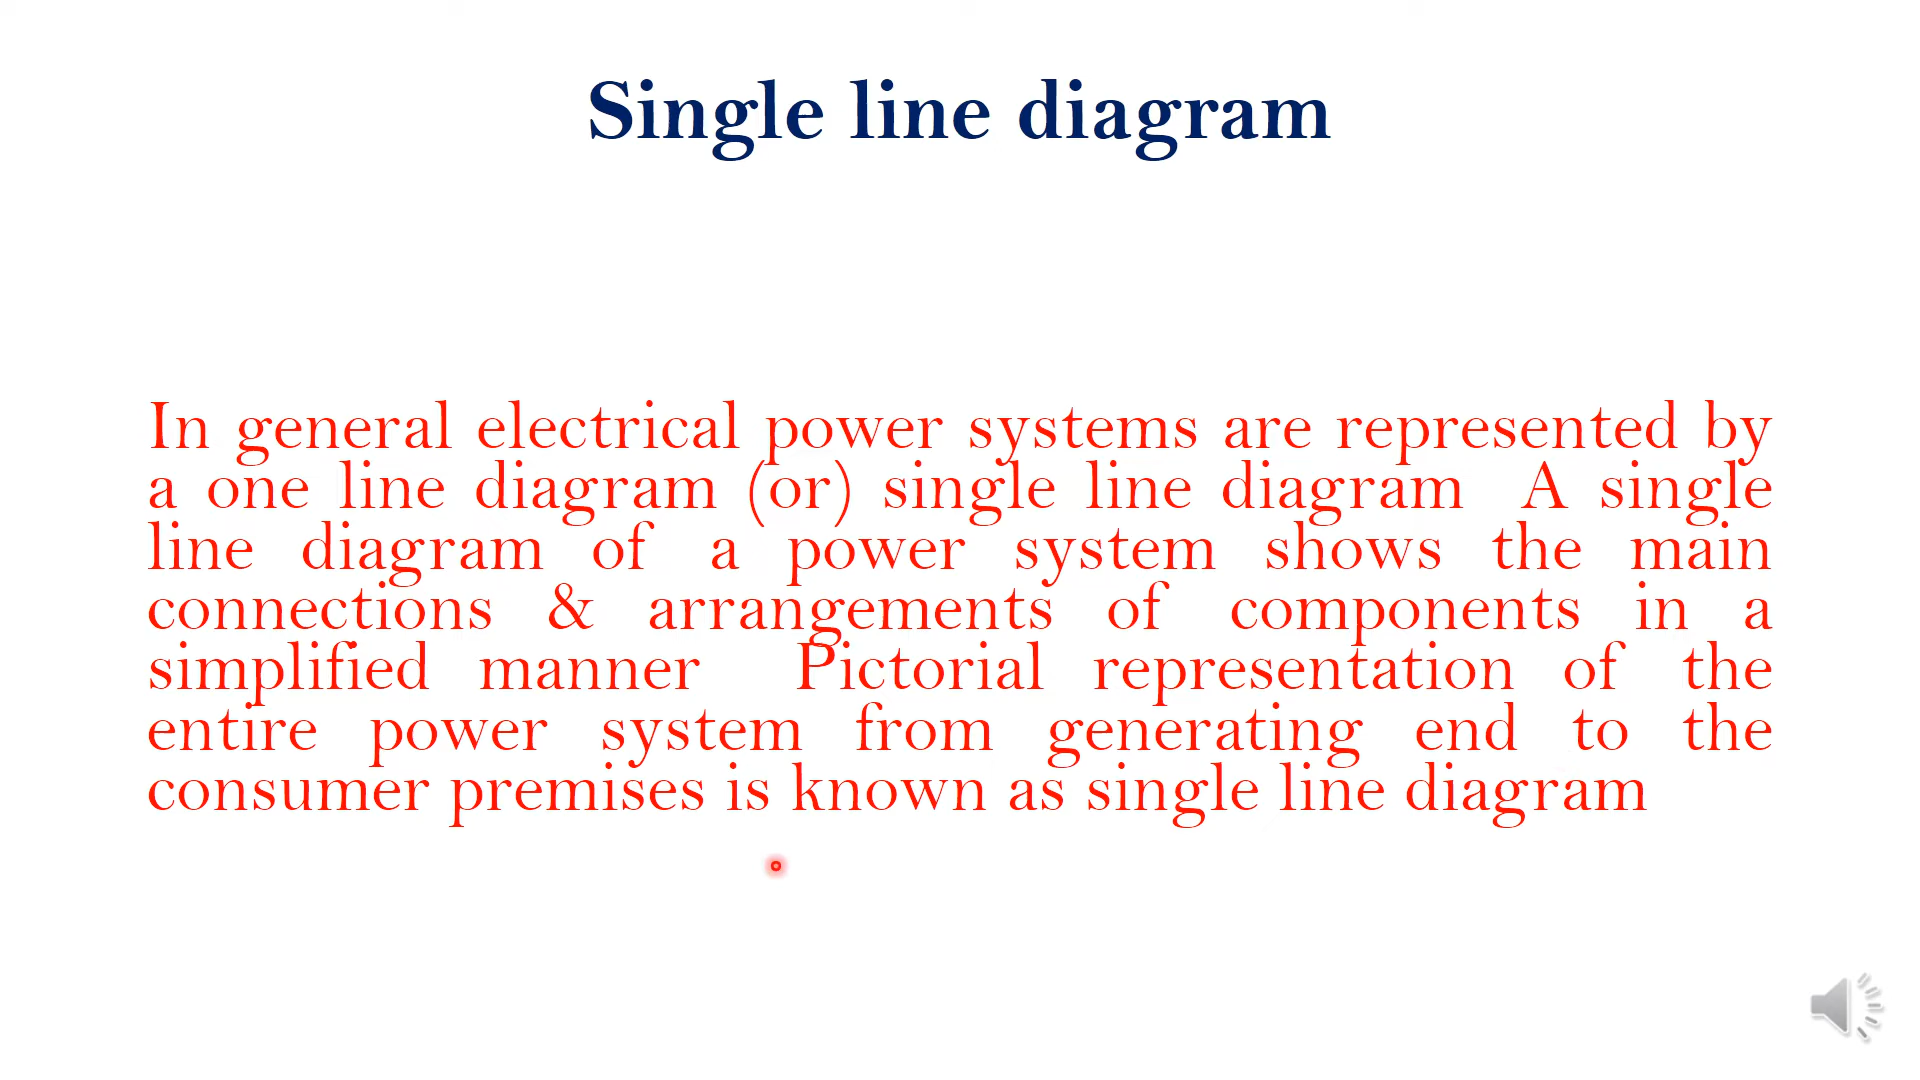 Single line diagram
In general electrical power systems are represented by
a one line diagram (or) single line diagram A single
line diagram of a power system shows the main
connections & arrangements of components in a
simplified manner Pictorial representation of the
entire power system from generating end to the
consumer premises is known as single line diagram